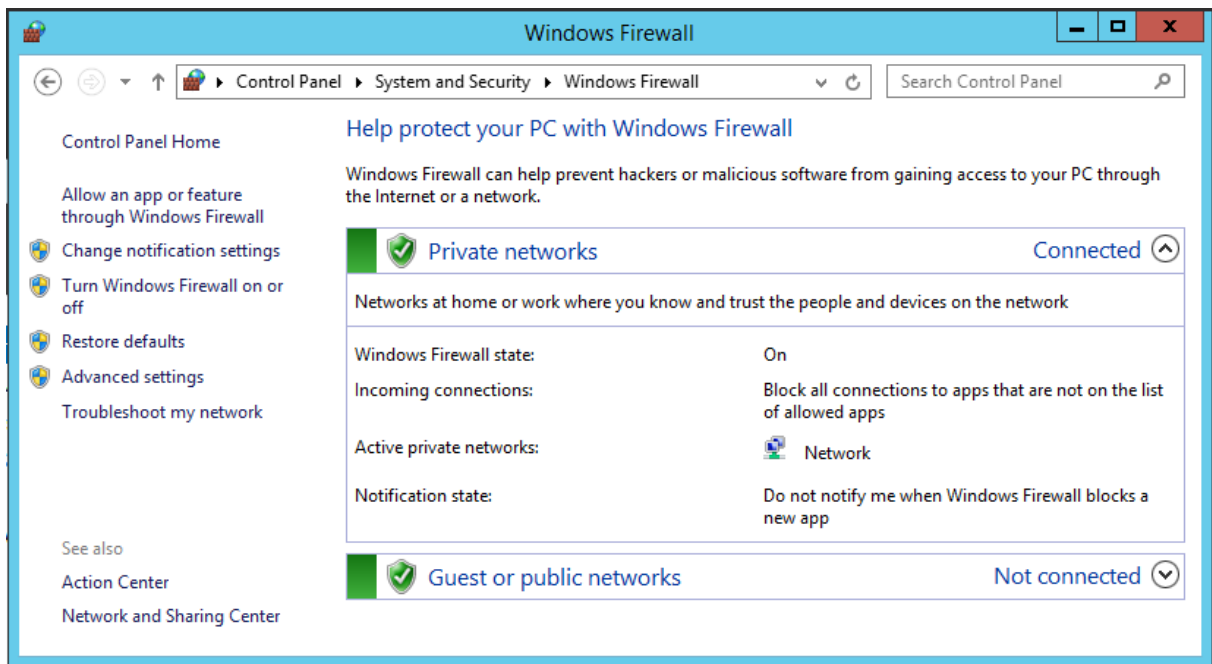 Windows Firewall
Control Panel ▸ System and Security ▸ Windows Firewall
Search Control Panel
Control Panel Home
Allow an app or feature
through Windows Firewall
Change notification settings
Turn Windows Firewall on or
off
Restore defaults
Advanced settings
Troubleshoot my network
See also
Action Center
Network and Sharing Center
Help protect your PC with Windows Firewall
Windows Firewall can help prevent hackers or malicious software from gaining access to your PC through
the Internet or a network.
Private networks Connected
Networks at home or work where you know and trust the people and devices on the network
Windows Firewall state: On
Incoming connections: Block all connections to apps that are not on the list
of allowed apps
Active private networks: Network
Notification state: Do not notify me when Windows Firewall blocks a
new app
Guest or public networks Not connected